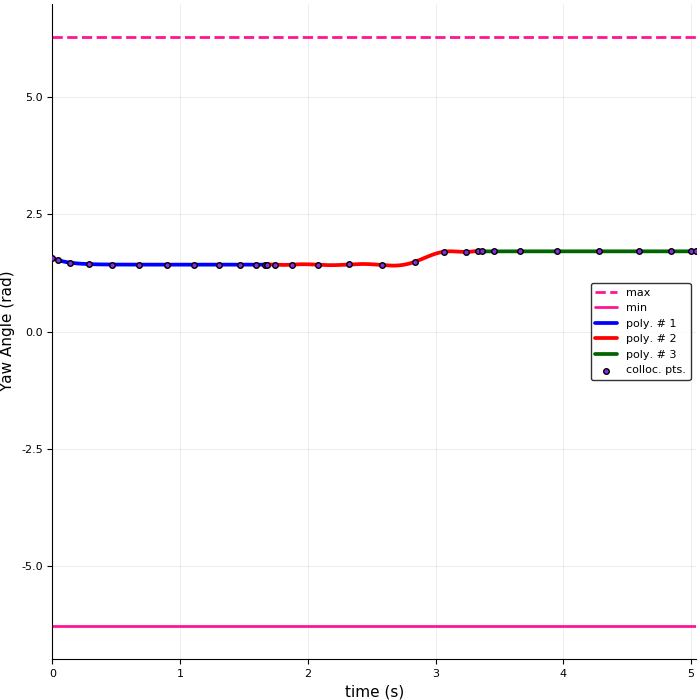 5.0
2.5
0.0
-2.5
-5.0
Yaw Angle (rad)
0
1
2
3
4
5
time (s)
max
min
poly. # 1
poly. # 2
poly. # 3
colloc. pts.